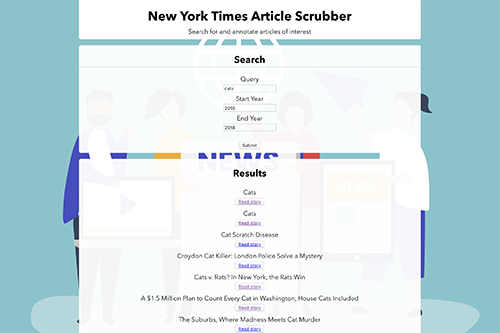 New York Times Article Scrubber
Search for and annotate articles of interest
Search
Query
cats
Start Year
2010
End Year
2018
Submit
NEWS
NEWS
Results
Cats
Read story
Cats
Read story
Cat Scratch Disease
Read story
Croydon Cat Killer: London Police Solve a Mystery
Read story
Cats v. Rats? In New York, the Rats Win
Read story
A $1.5 Million Plan to Count Every Cat in Washington, House Cats Included
Read story
The Suburbs, Where Madness Meets Cat Murder
Read story